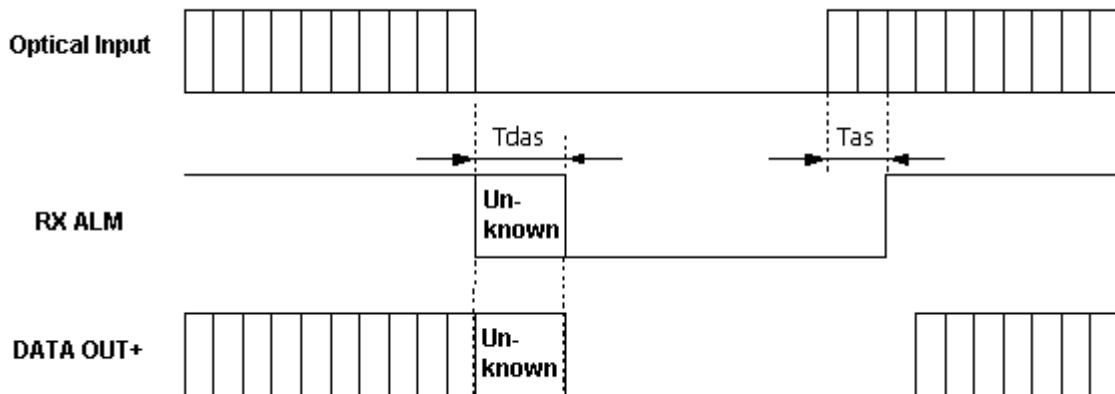 Optical Input
Tdas
Tas
RX ALM
Un-
known
DATA OUT+
Un-
known